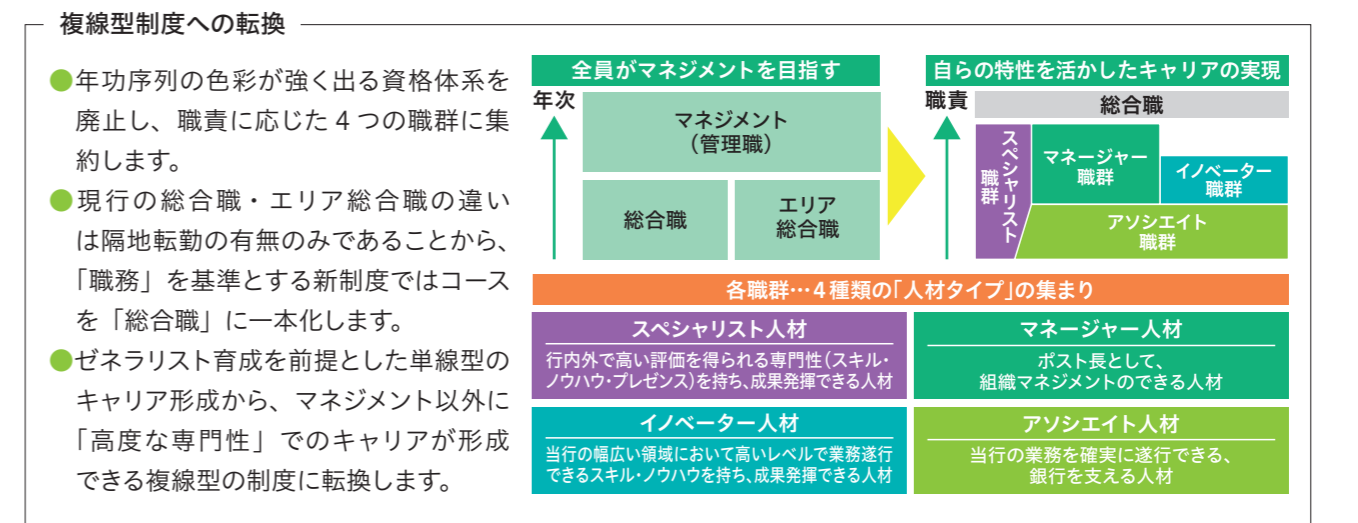 複線型制度への転換
●年功序列の色彩が強く出る資格体系を
廃止し、職責に応じた4つの職群に集
約します。
●現行の総合職・エリア総合職の違い
は隔地転勤の有無のみであることから、
「職務」を基準とする新制度ではコース
を「総合職」に一本化します。
●ゼネラリスト育成を前提とした単線型の
キャリア形成から、マネジメント以外に
「高度な専門性」でのキャリアが形成
できる複線型の制度に転換します。
全員がマネジメントを目指す
年次
マネジメント
(管理職)
総合職
エリア
総合職
自らの特性を活かしたキャリアの実現
職責
総合職
スペシャリスト
職群
マネージャー
職群
イノベーター
職群
アソシエイト
職群
各職群…4種類の「人材タイプ」の集まり
スペシャリスト人材
行内外で高い評価を得られる専門性(スキル・
ノウハウ・プレゼンス)を持ち、成果発揮できる人材
マネージャー人材
ポスト長として、
組織マネジメントのできる人材
イノベーター人材
当行の幅広い領域において高いレベルで業務遂行
できるスキル・ノウハウを持ち、成果発揮できる人材
アソシエイト人材
当行の業務を確実に遂行できる、
銀行を支える人材